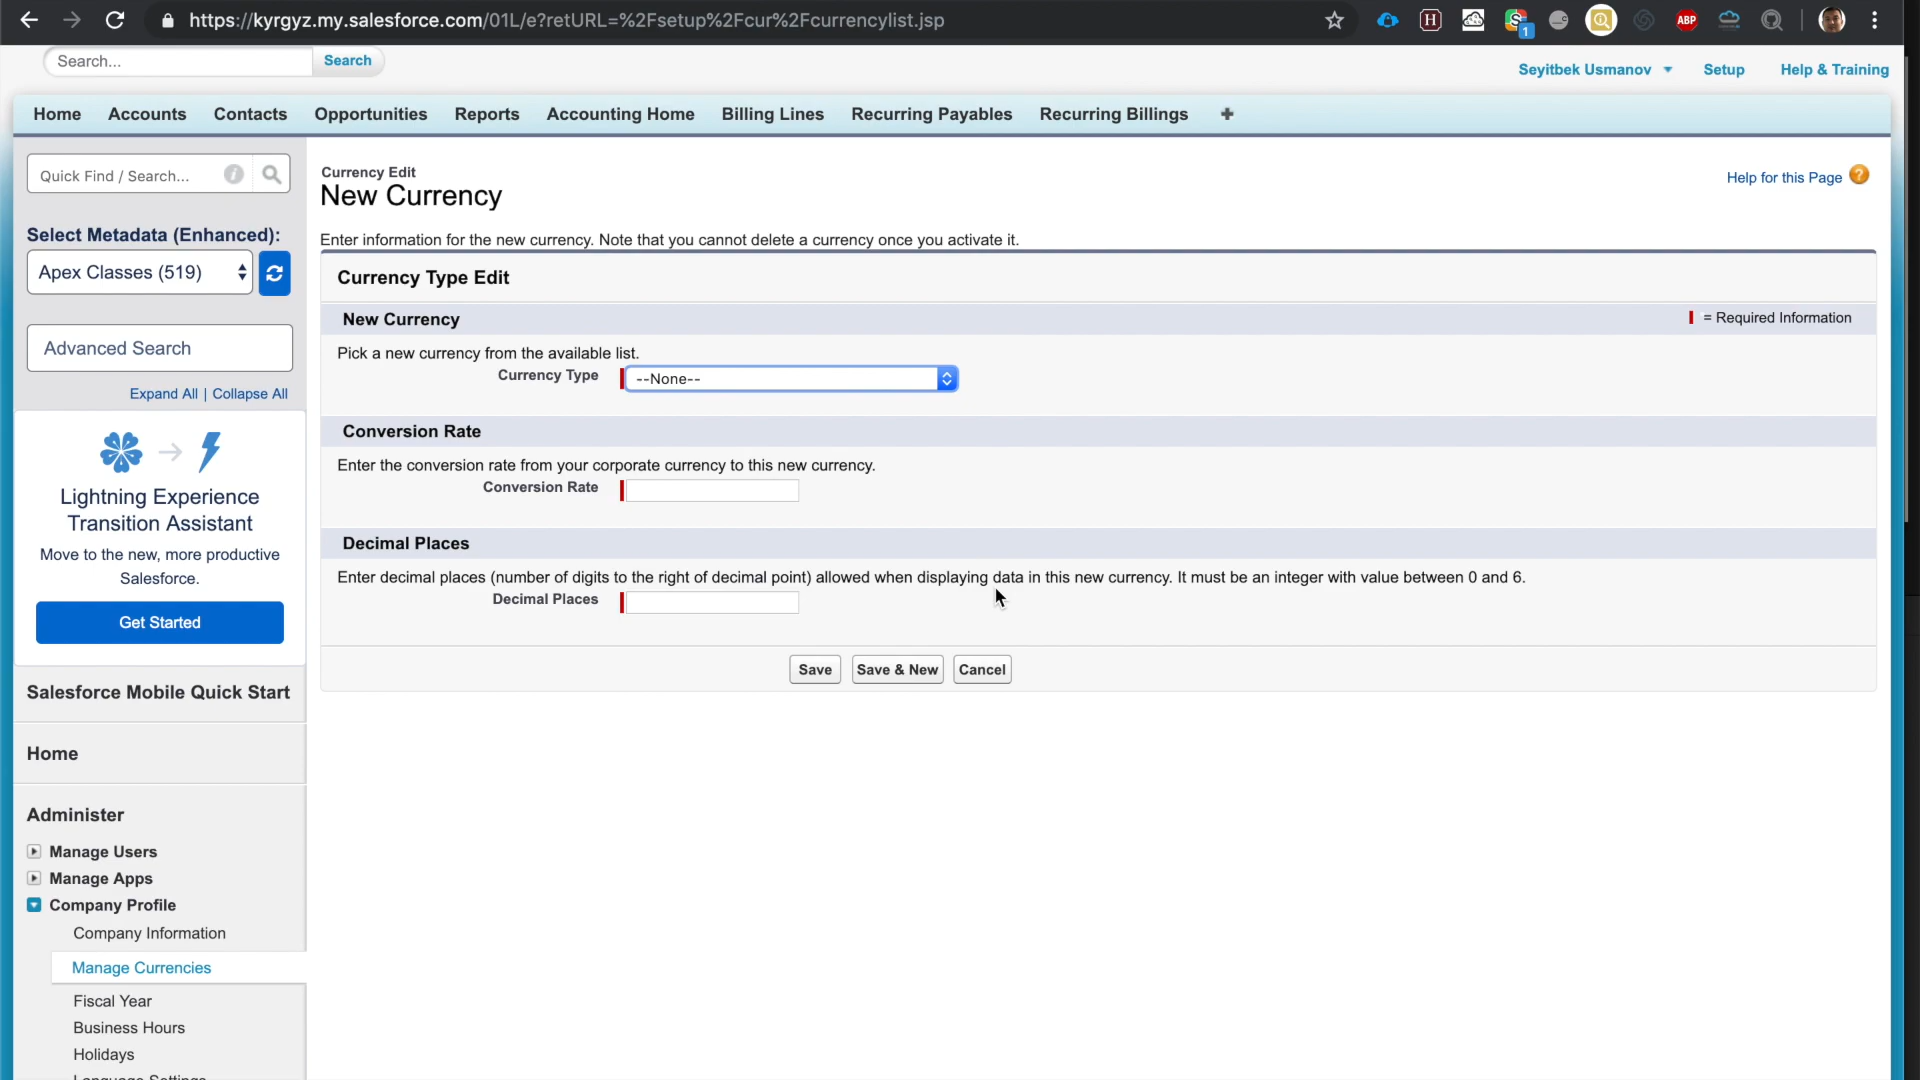 https://kyrgyz.my.salesforce.com/01L/e?retURL=%2Fsetup%2Fcur%2Fcurrencylist.jsp
H
S
1
ABP
Search...
Search
Seyitbek Usmanov
Setup
Help & Training
Home
Accounts
Contacts
Opportunities
Reports
Accounting Home
Billing Lines
Recurring Payables
Recurring Billings
+
Quick Find / Search...
i
Select Metadata (Enhanced):
Apex Classes (519)
Advanced Search
Expand All | Collapse All
Lightning Experience
Transition Assistant
Move to the new, more productive
Salesforce.
Get Started
Salesforce Mobile Quick Start
Home
Administer
Manage Users
Manage Apps
Company Profile
Company Information
Manage Currencies
Fiscal Year
Business Hours
Holidays
Language Settings
Currency Edit
New Currency
Help for this Page ?
Enter information for the new currency. Note that you cannot delete a currency once you activate it.
Currency Type Edit
New Currency
= Required Information
Pick a new currency from the available list.
Currency Type
--None--
Conversion Rate
Enter the conversion rate from your corporate currency to this new currency.
Conversion Rate
Decimal Places
Enter decimal places (number of digits to the right of decimal point) allowed when displaying data in this new currency. It must be an integer with value between 0 and 6.
Decimal Places
Save
Save & New
Cancel